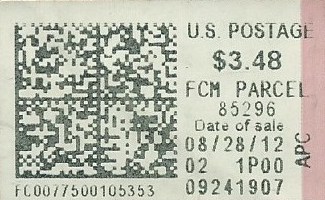 U.S. POSTAGE
$3.48
FCM PARCEL
85296
Date of sale
08/28/12
02 1P00
09241907
APC
FC0077500105353